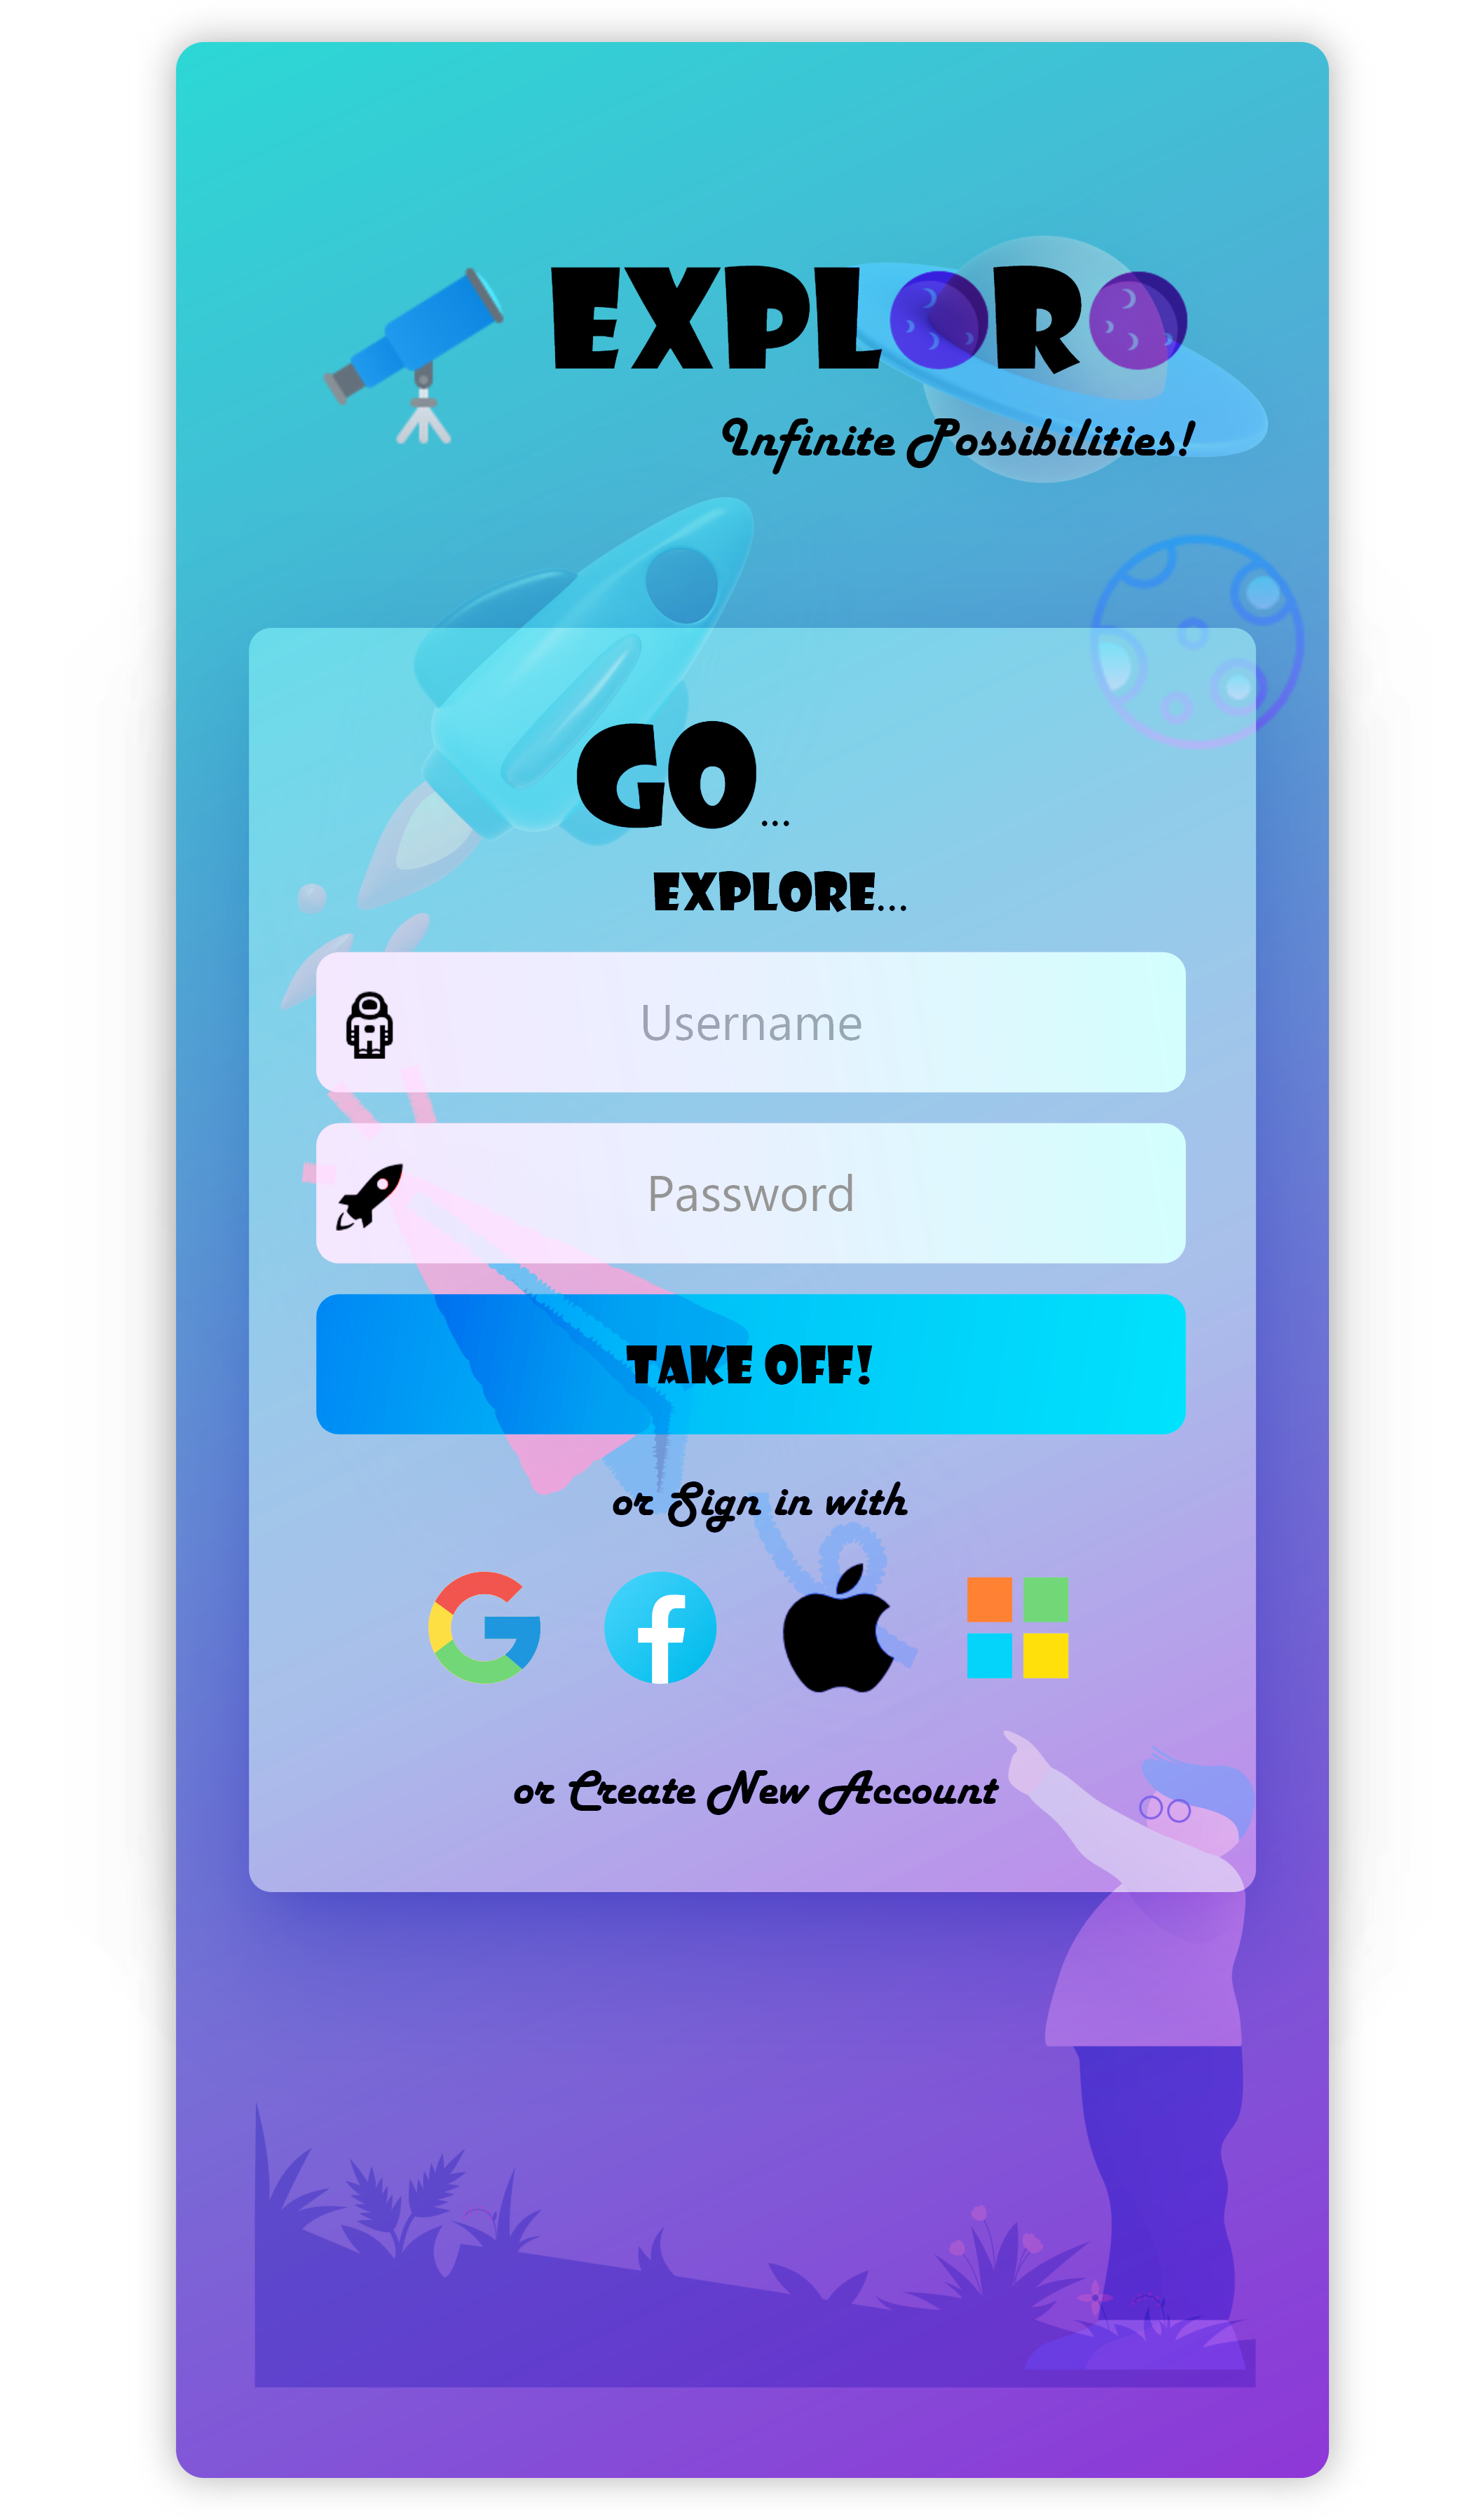 EXPLORO
Infinite Possibilities!
GO...
EXPLORE...
Username
Password
TAKE OFF!
or Sign in with
or Create New Account